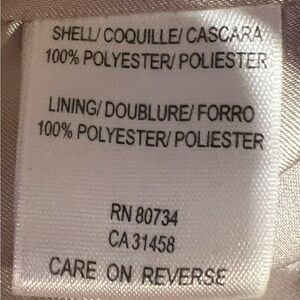 SHELL/ COQUILLE/ CASCARA
100% POLYESTER/ POLIESTER
LINING/ DOUBLURE/ FORRO
100% POLYESTER/ POLIESTER
RN 80734
CA 31458
CARE ON REVERSE